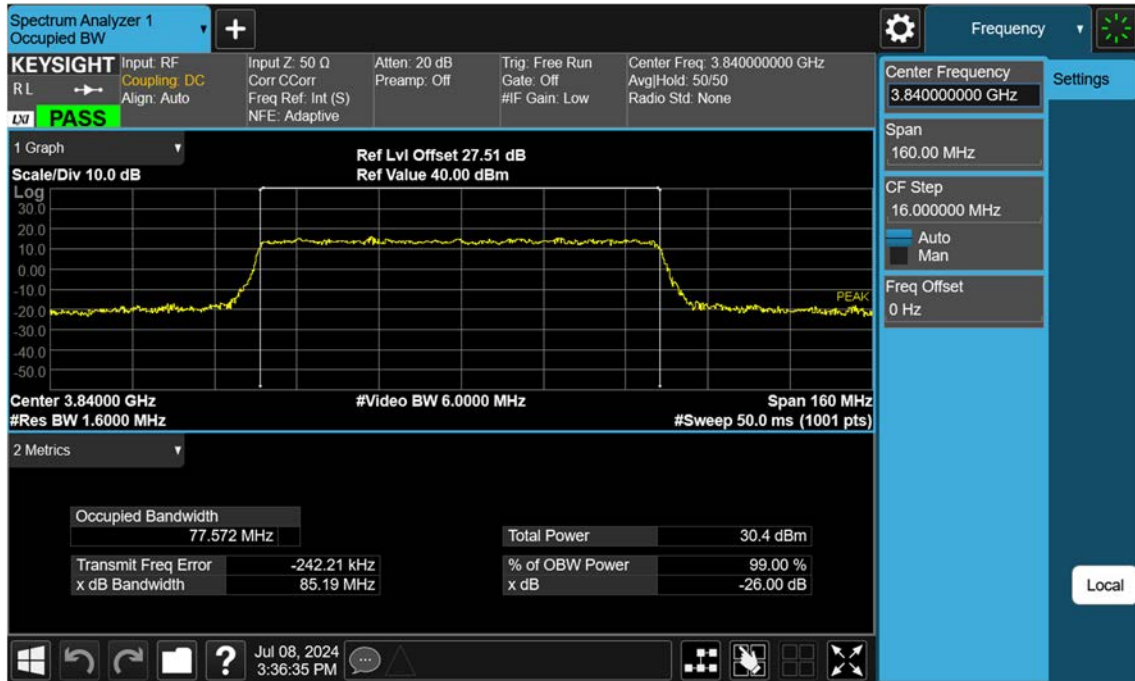 Spectrum Analyzer 1
Occupied BW
Frequency
KEYSIGHT
R L
LXI
PASS
Input: RF
Coupling: DC
Align: Auto
Input Z: 50 Ω
Corr CCorr
Freq Ref: Int (S)
NFE: Adaptive
Atten: 20 dB
Preamp: Off
Trig: Free Run
Gate: Off
#IF Gain: Low
Center Freq: 3.840000000 GHz
Avg|Hold: 50/50
Radio Std: None
1 Graph
Scale/Div 10.0 dB
Ref Lvl Offset 27.51 dB
Ref Value 40.00 dBm
Log
30.0
20.0
10.0
0.00
-10.0
-20.0
-30.0
-40.0
-50.0
PEAK
Center 3.84000 GHz
#Video BW 6.0000 MHz
Span 160 MHz
#Res BW 1.6000 MHz
#Sweep 50.0 ms (1001 pts)
2 Metrics
Occupied Bandwidth
77.572 MHz
Total Power 30.4 dBm
Transmit Freq Error -242.21 kHz
% of OBW Power 99.00 %
x dB Bandwidth 85.19 MHz
x dB -26.00 dB
Center Frequency
3.840000000 GHz
Settings
Span
160.00 MHz
CF Step
16.000000 MHz
Auto
Man
Freq Offset
0 Hz
Local
?
Jul 08, 2024
3:36:35 PM